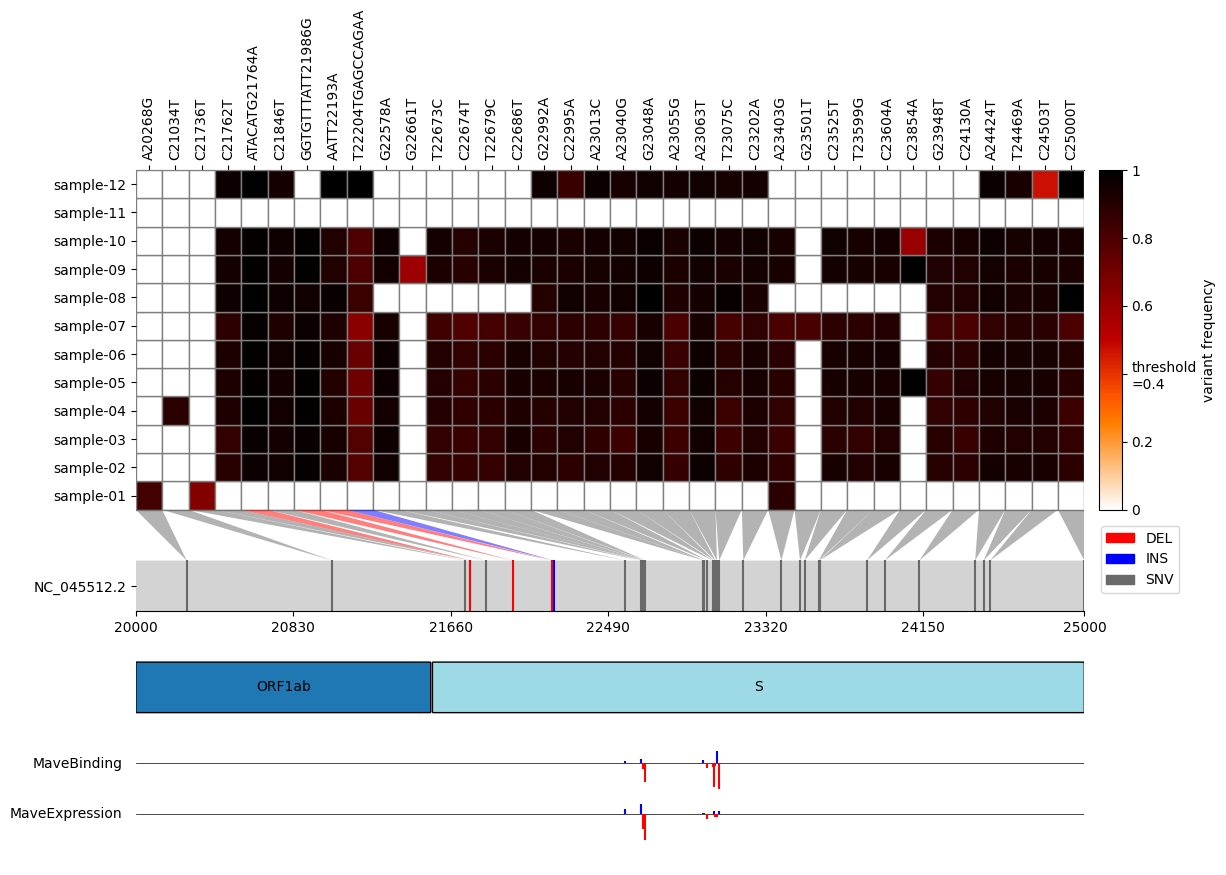 A20268G
C21034T
C21736T
C21762T
ATACATG21764A
C21846T
GGTGTTTATT21986G
AATT22193A
T22204TGAGCCAGAA
G22578A
G22661T
T22673C
C22674T
T22679C
C22686T
G22992A
C22995A
A23013C
A23040G
G23048A
A23055G
A23063T
T23075C
C23202A
A23403G
G23501T
C23525T
T23599G
C23604A
C23854A
G23948T
C24130A
A24424T
T24469A
C24503T
C25000T
sample-12
sample-11
sample-10
sample-09
sample-08
sample-07
sample-06
sample-05
sample-04
sample-03
sample-02
sample-01
1
0.8
0.6
threshold
=0.4
0.2
0
variant frequency
DEL
INS
SNV
NC_045512.2
20000
20830
21660
22490
23320
24150
25000
ORF1ab
S
MaveBinding
MaveExpression